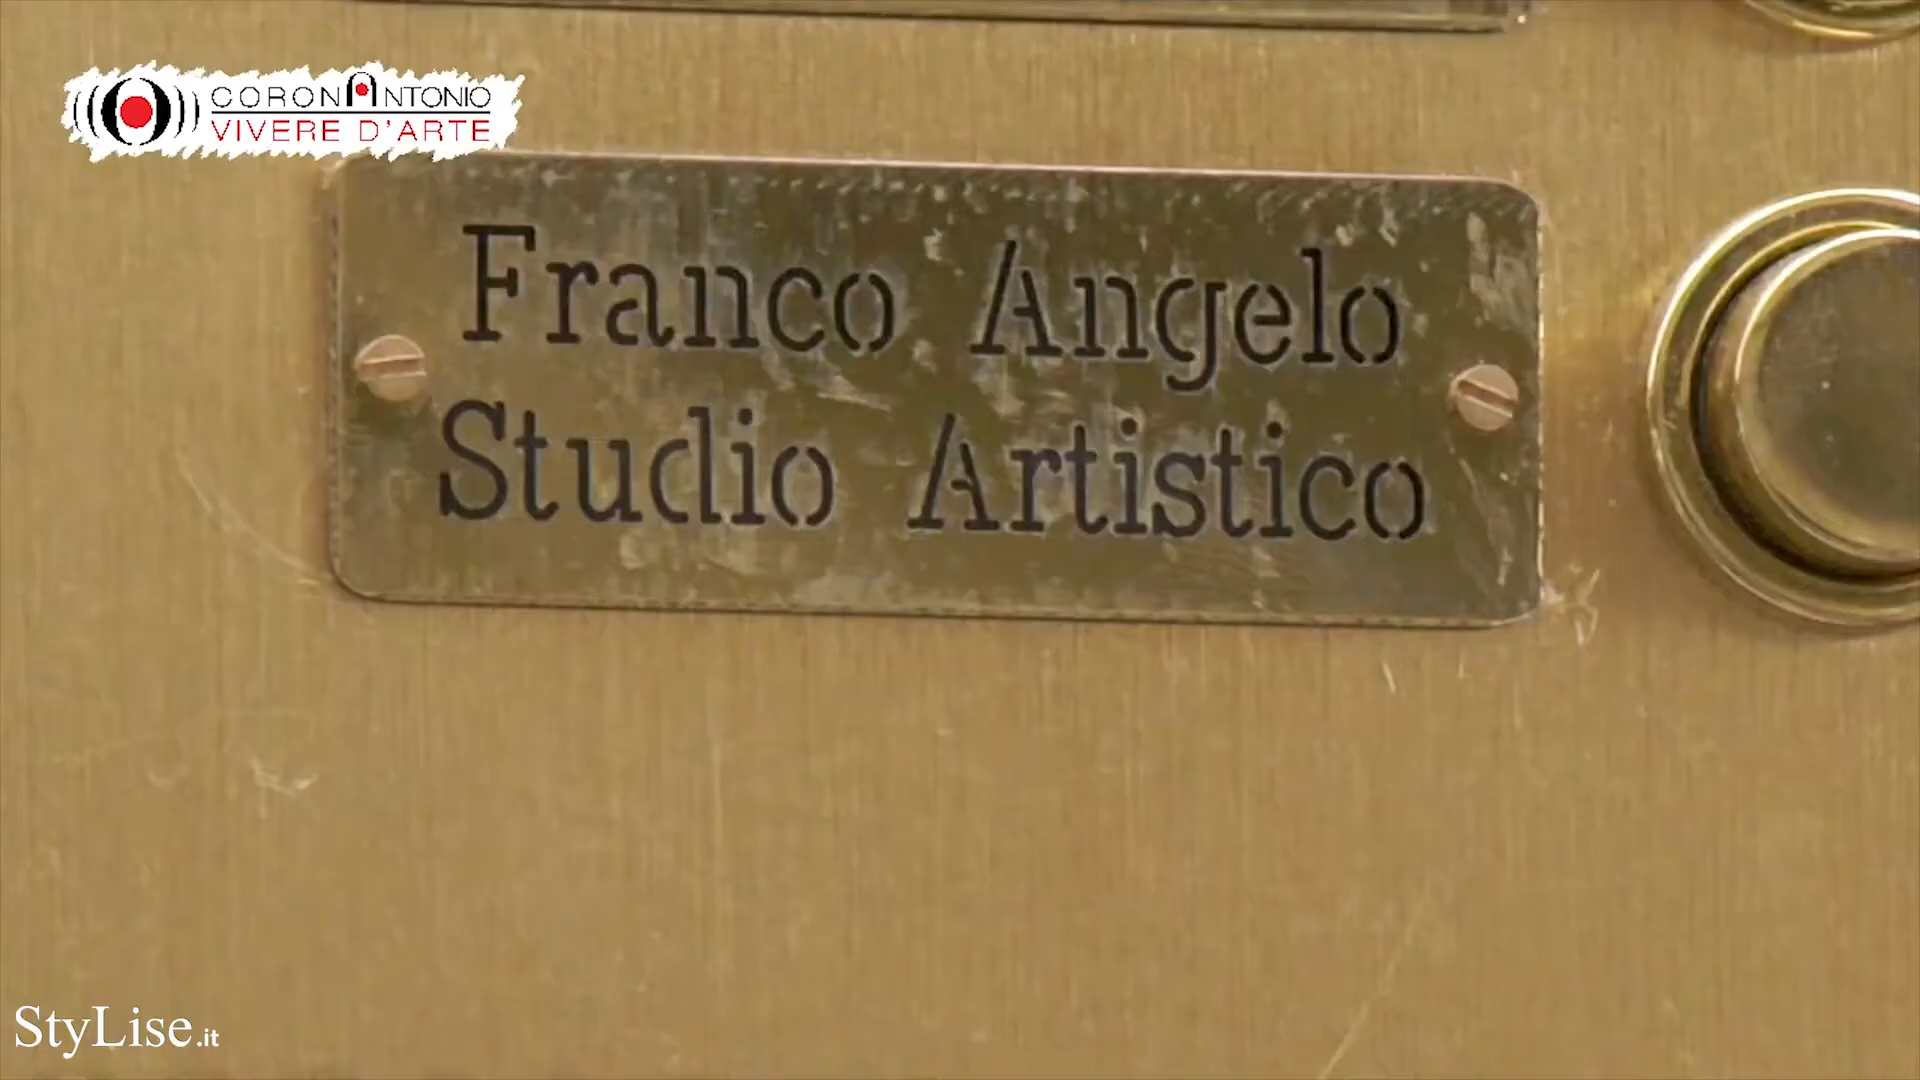 CORONANTONIO
VIVERE D'ARTE
Franco Angelo
Studio Artistico
StyLise.it